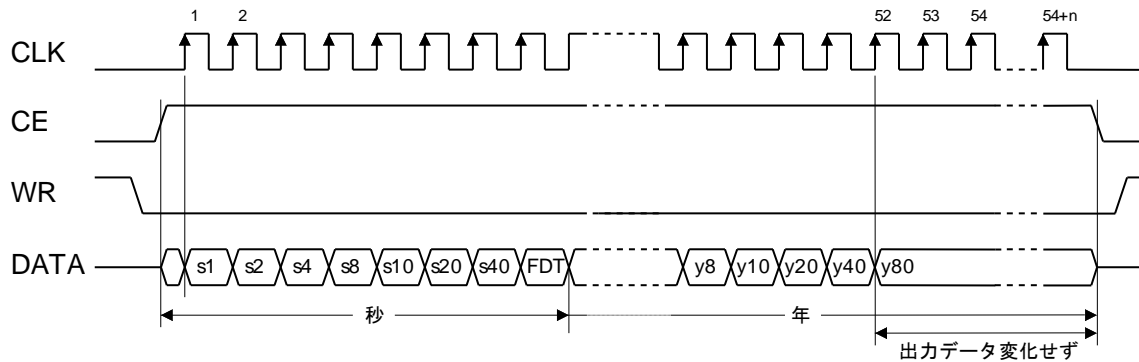 1 2 52 53 54 54+n
CLK
CE
WR
DATA s1 s2 s4 s8 s10 s20 s40 FDT y8 y10 y20 y40 y80
秒 年
出力データ変化せず